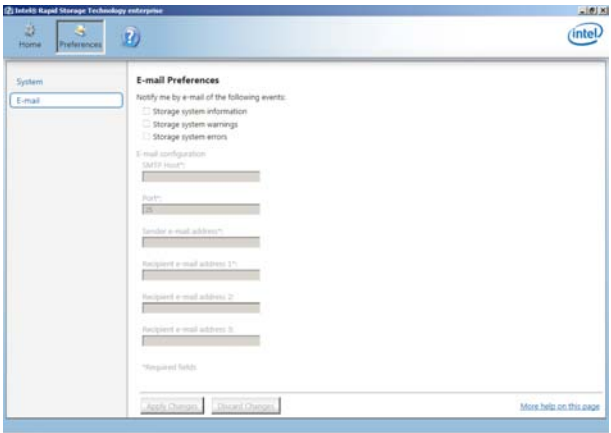 Intel® Rapid Storage Technology enterprise
Home
Preferences
?
intel
System
E-mail
E-mail Preferences
Notify me by e-mail of the following events:
Storage system information
Storage system warnings
Storage system errors
E-mail configuration
SMTP Host*:
Port*:
25
Sender e-mail address*:
Recipient e-mail address 1*:
Recipient e-mail address 2:
Recipient e-mail address 3:
*Required fields
Apply Changes
Discard Changes
More help on this page